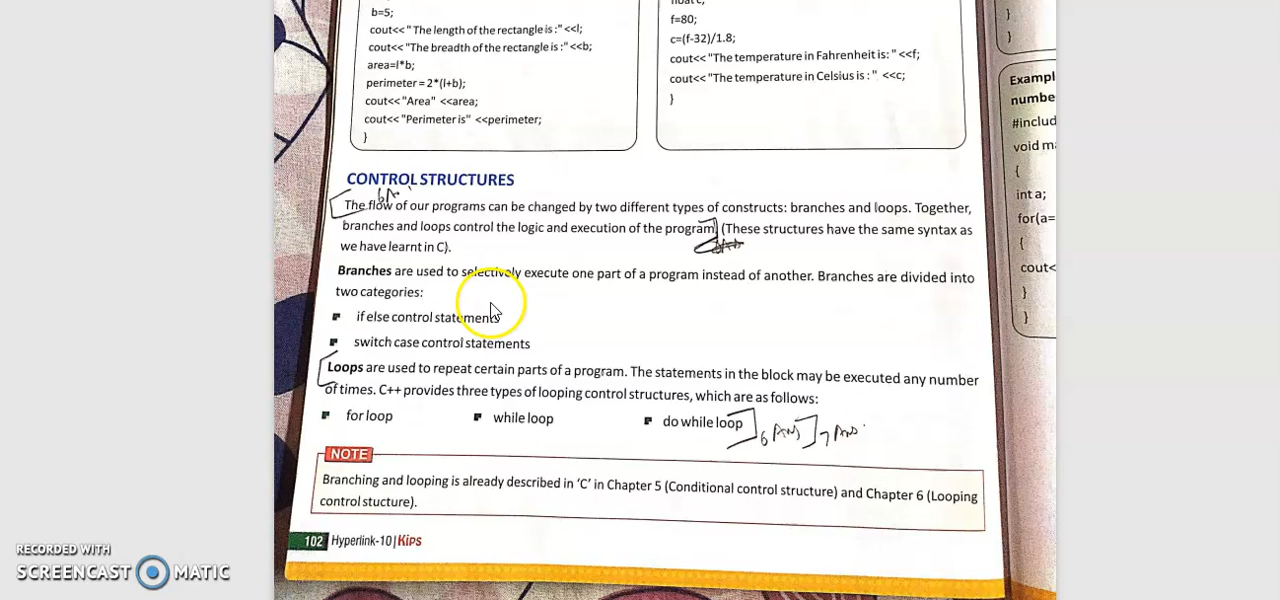 b=5;
cout<< " The length of the rectangle is :" <<l;
cout<< "The breadth of the rectangle is :" <<b;
area=l*b;
perimeter = 2*(l+b);
cout<< "Area" <<area;
cout<< "Perimeter is" <<perimeter;
}
f=80;
c=(f-32)/1.8;
cout<< "The temperature in Fahrenheit is: " <<f;
cout<< "The temperature in Celsius is : " <<c;
}
}
}
Exampl
numbe
#includ
void m
{
int a;
for(a=
{
cout<
}
}
CONTROL STRUCTURES
The flow of our programs can be changed by two different types of constructs: branches and loops. Together,
branches and loops control the logic and execution of the program. (These structures have the same syntax as
we have learnt in C).
Branches are used to selectively execute one part of a program instead of another. Branches are divided into
two categories:
if else control statements
switch case control statements
Loops are used to repeat certain parts of a program. The statements in the block may be executed any number
of times. C++ provides three types of looping control structures, which are as follows:
for loop while loop do while loop 6 Ans 7 Ans
NOTE
Branching and looping is already described in 'C' in Chapter 5 (Conditional control structure) and Chapter 6 (Looping
control stucture).
102 Hyperlink-10|Kips
RECORDED WITH
SCREENCAST MATIC